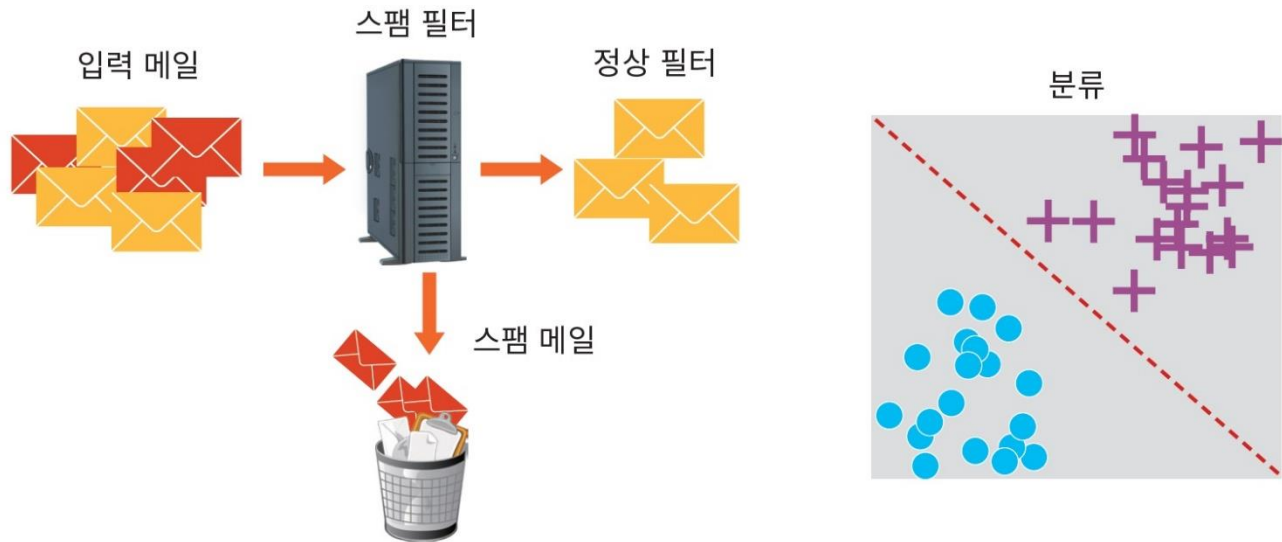 입력 메일
스팸 필터
정상 필터
스팸 메일
분류